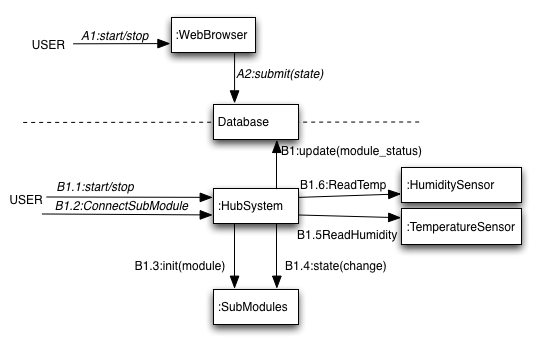 A1:start/stop
:WebBrowser
USER
A2:submit(state)
Database
B1:update(module_status)
B1.1:start/stop
B1.6:ReadTemp
:HumiditySensor
USER
B1.2:ConnectSubModule
:HubSystem
B1.5ReadHumidity
:TemperatureSensor
B1.3:init(module)
B1.4:state(change)
:SubModules